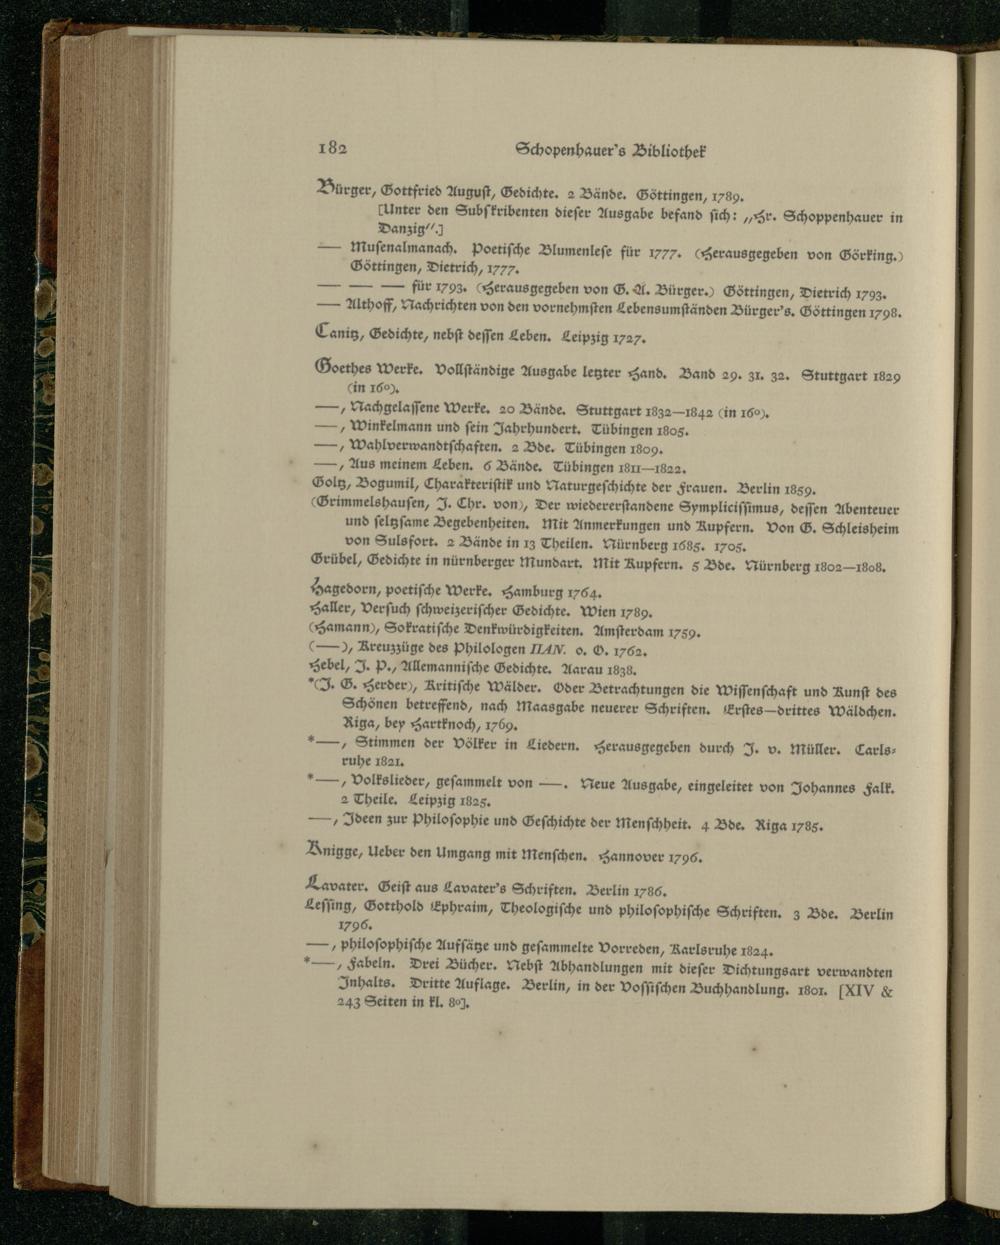 182
Schopenhauer's Bibliothek
Bürger, Gottfried August, Gedichte. 2 Bände. Göttingen, 1789.
[Unter den Subskribenten dieser Ausgabe befand sich: „Hr. Schoppenhauer in
Danzig“.]
— Musenalmanach. Poetische Blumenlese für 1777. (Herausgegeben von Görking.)
Göttingen, Dietrich, 1777.
— — — für 1793. (Herausgegeben von G. A. Bürger.) Göttingen, Dietrich 1793.
— Althoff, Nachrichten von den vornehmsten Lebensumständen Bürger's. Göttingen 1798.
Canitz, Gedichte, nebst dessen Leben. Leipzig 1727.
Goethes Werke. Vollständige Ausgabe letzter Hand. Band 29. 31. 32. Stuttgart 1829
(in 16⁰).
—, Nachgelassene Werke. 20 Bände. Stuttgart 1832—1842 (in 16⁰).
—, Winkelmann und sein Jahrhundert. Tübingen 1805.
—, Wahlverwandtschaften. 2 Bde. Tübingen 1809.
—, Aus meinem Leben. 6 Bände. Tübingen 1811—1822.
Goltz, Bogumil, Charakteristik und Naturgeschichte der Frauen. Berlin 1859.
(Grimmelshausen, J. Chr. von), Der wiedererstandene Symplicissimus, dessen Abenteuer
und seltzsame Begebenheiten. Mit Anmerkungen und Kupfern. Von G. Schleisheim
von Sulsfort. 2 Bände in 13 Theilen. Nürnberg 1685. 1705.
Grübel, Gedichte in nürnberger Mundart. Mit Kupfern. 5 Bde. Nürnberg 1802—1808.
Hagedorn, poetische Werke. Hamburg 1764.
Haller, Versuch schweizerischer Gedichte. Wien 1789.
(Hamann), Sokratische Denkwürdigkeiten. Amsterdam 1759.
(—), Kreuzzüge des Philologen ΠΑΝ. o. O. 1762.
Hebel, J. P., Allemannische Gedichte. Aarau 1838.
*(J. G. Herder), Kritische Wälder. Oder Betrachtungen die Wissenschaft und Kunst des
Schönen betreffend, nach Maasgabe neuerer Schriften. Erstes—drittes Wäldchen.
Riga, bey Hartknoch, 1769.
*—, Stimmen der Völker in Liedern. Herausgegeben durch J. v. Müller. Carls-
ruhe 1821.
*—, Volkslieder, gesammelt von —. Neue Ausgabe, eingeleitet von Johannes Falk.
2 Theile. Leipzig 1825.
—, Ideen zur Philosophie und Geschichte der Menschheit. 4 Bde. Riga 1785.
Knigge, Ueber den Umgang mit Menschen. Hannover 1796.
Lavater. Geist aus Lavater's Schriften. Berlin 1786.
Lessing, Gotthold Ephraim, Theologische und philosophische Schriften. 3 Bde. Berlin
1796.
—, philosophische Aufsätze und gesammelte Vorreden, Karlsruhe 1824.
*—, Fabeln. Drei Bücher. Nebst Abhandlungen mit dieser Dichtungsart verwandten
Inhalts. Dritte Auflage. Berlin, in der Vossischen Buchhandlung. 1801. [XIV &
243 Seiten in kl. 8⁰].